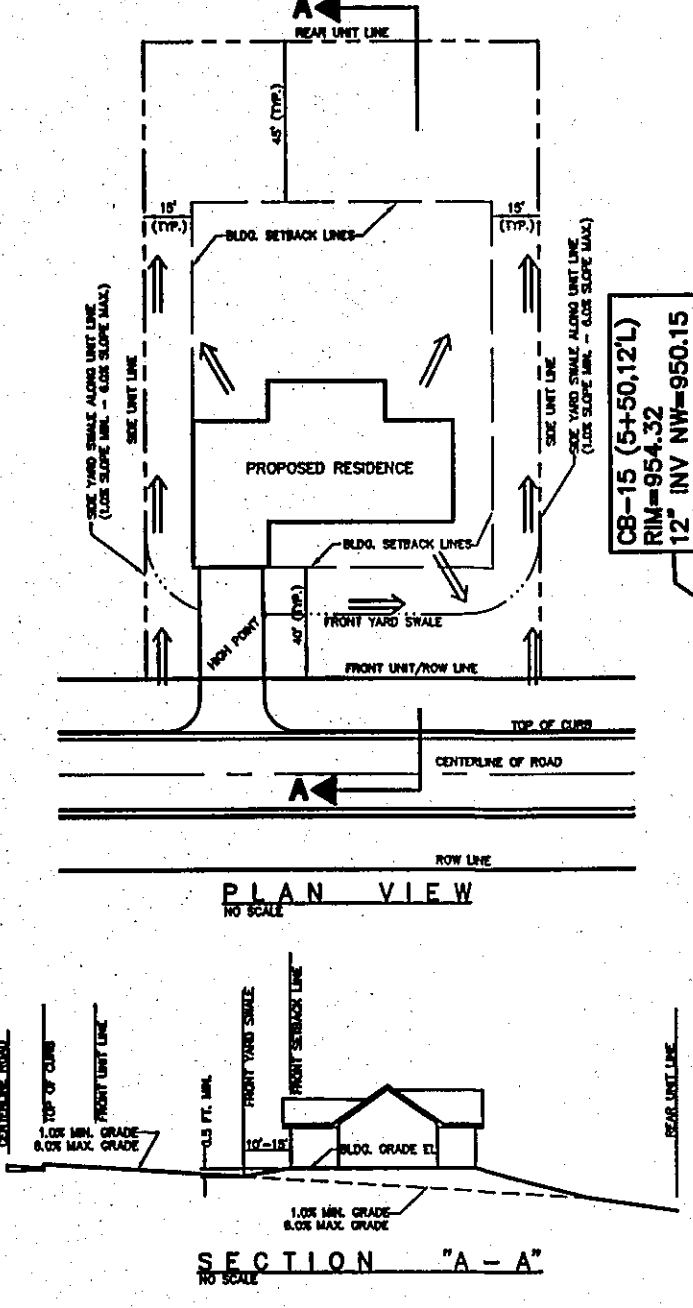 A
REAR UNIT LINE
45' (TYP.)
15'
(TYP.)
15'
(TYP.)
BLDG. SETBACK LINES
SIDE YARD SWALE ALONG UNIT LINE
(1.0% SLOPE MIN. - 6.0% SLOPE MAX.)
SIDE UNIT LINE
SIDE UNIT LINE
SIDE YARD SWALE ALONG UNIT LINE
(1.0% SLOPE MIN. - 6.0% SLOPE MAX.)
CB-15 (5+50,12'L)
RIM=954.32
12" INV NW=950.15
PROPOSED RESIDENCE
BLDG. SETBACK LINES
HIGH POINT
40' (TYP.)
FRONT YARD SWALE
FRONT UNIT/ROW LINE
TOP OF CURB
CENTERLINE OF ROAD
A
ROW LINE
PLAN VIEW
NO SCALE
CENTERLINE ROAD
TOP OF CURB
FRONT UNIT LINE
0.5 FT. MIN.
FRONT YARD SWALE
FRONT SETBACK LINE
REAR UNIT LINE
1.0% MIN. GRADE
8.0% MAX. GRADE
10'-15'
BLDG. GRADE EL
1.0% MIN. GRADE
8.0% MAX. GRADE
SECTION "A - A"
NO SCALE